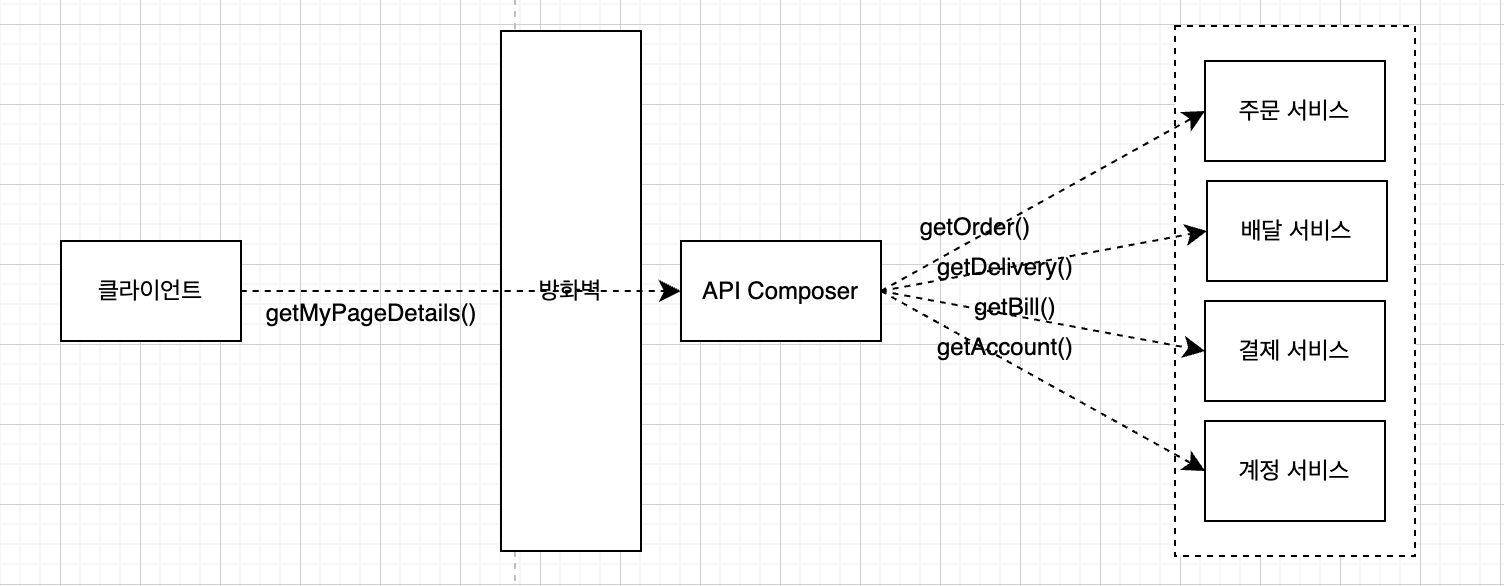 클라이언트
getMyPageDetails()
방화벽
API Composer
getOrder()
getDelivery()
getBill()
getAccount()
주문 서비스
배달 서비스
결제 서비스
계정 서비스